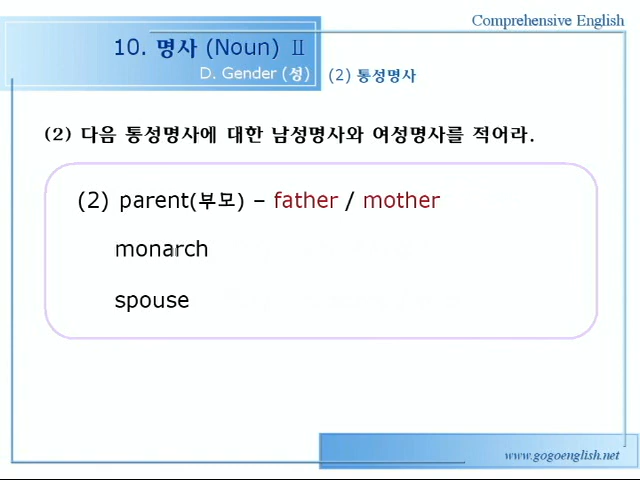 Comprehensive English
10. 명사 (Noun) Ⅱ
D. Gender (성) (2) 통성명사
(2) 다음 통성명사에 대한 남성명사와 여성명사를 적어라.
(2) parent(부모) – father / mother
monarch
spouse
www.gogoenglish.net